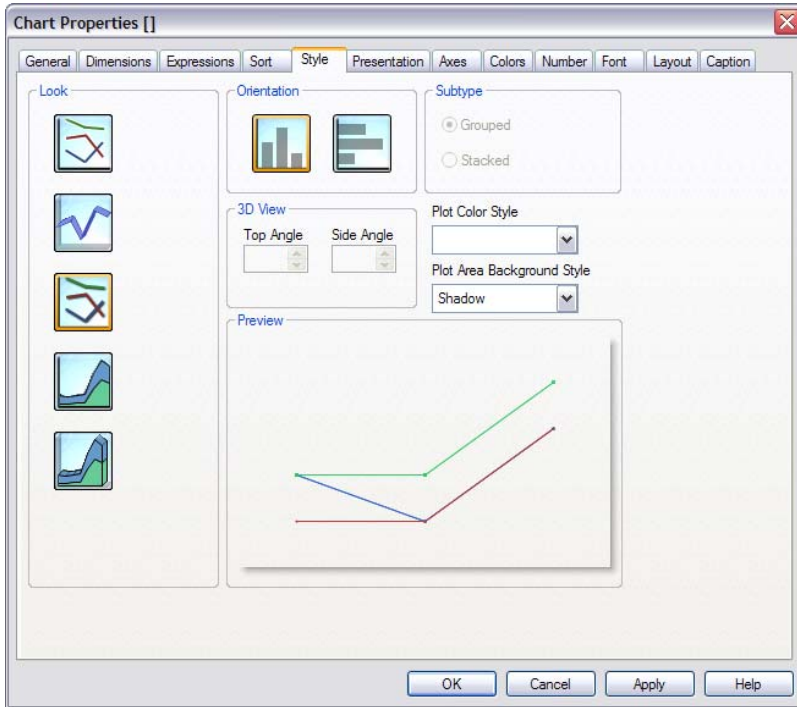 Chart Properties []
General Dimensions Expressions Sort Style Presentation Axes Colors Number Font Layout Caption
Look
Orientation
Subtype
Grouped
Stacked
3D View
Top Angle Side Angle
Plot Color Style
Plot Area Background Style
Shadow
Preview
OK Cancel Apply Help